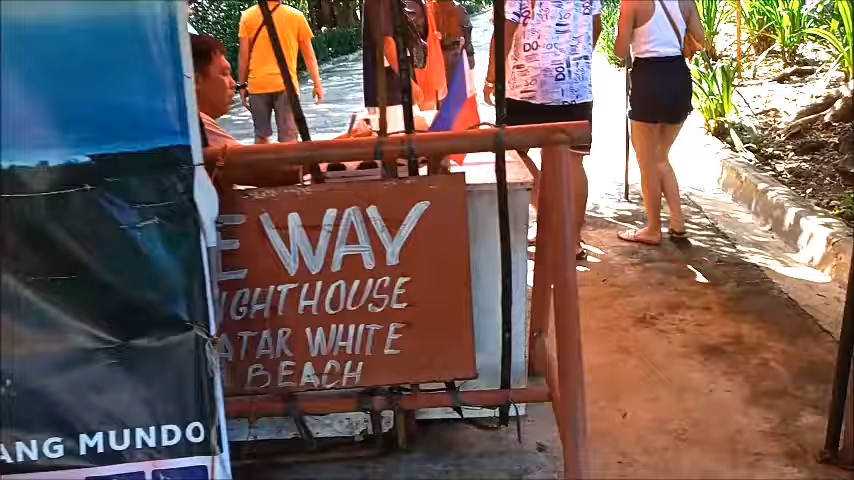 E WAY
GHTHOUSE
ATAR WHITE
BEACH
ANG MUNDO